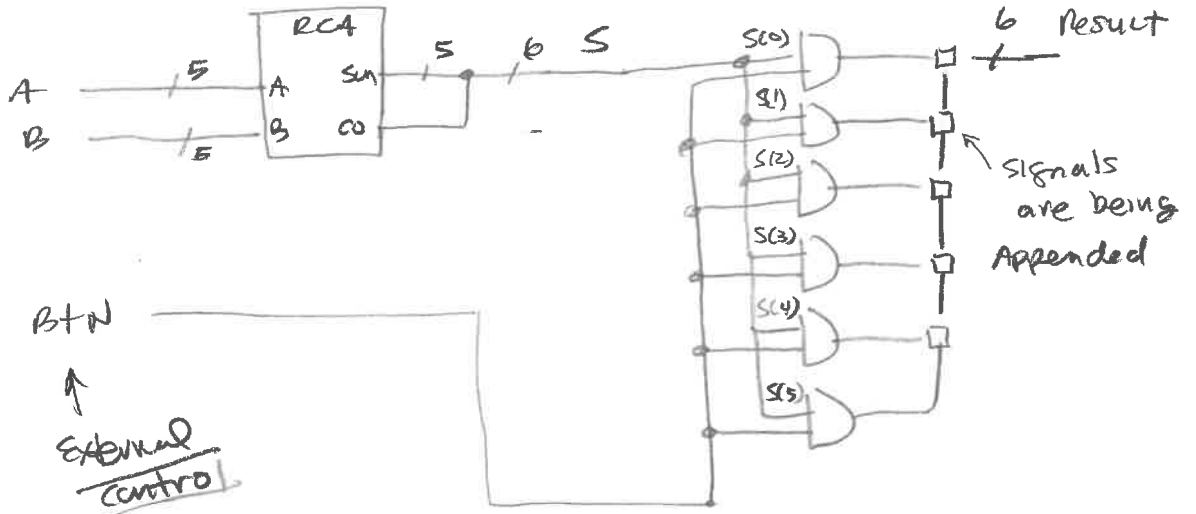 RCA
A 5 A
B 5 B
Sum 5 6 S
CO
S(0)
S(1)
S(2)
S(3)
S(4)
S(5)
6 Result
signals
are being
Appended
BtN
External
control